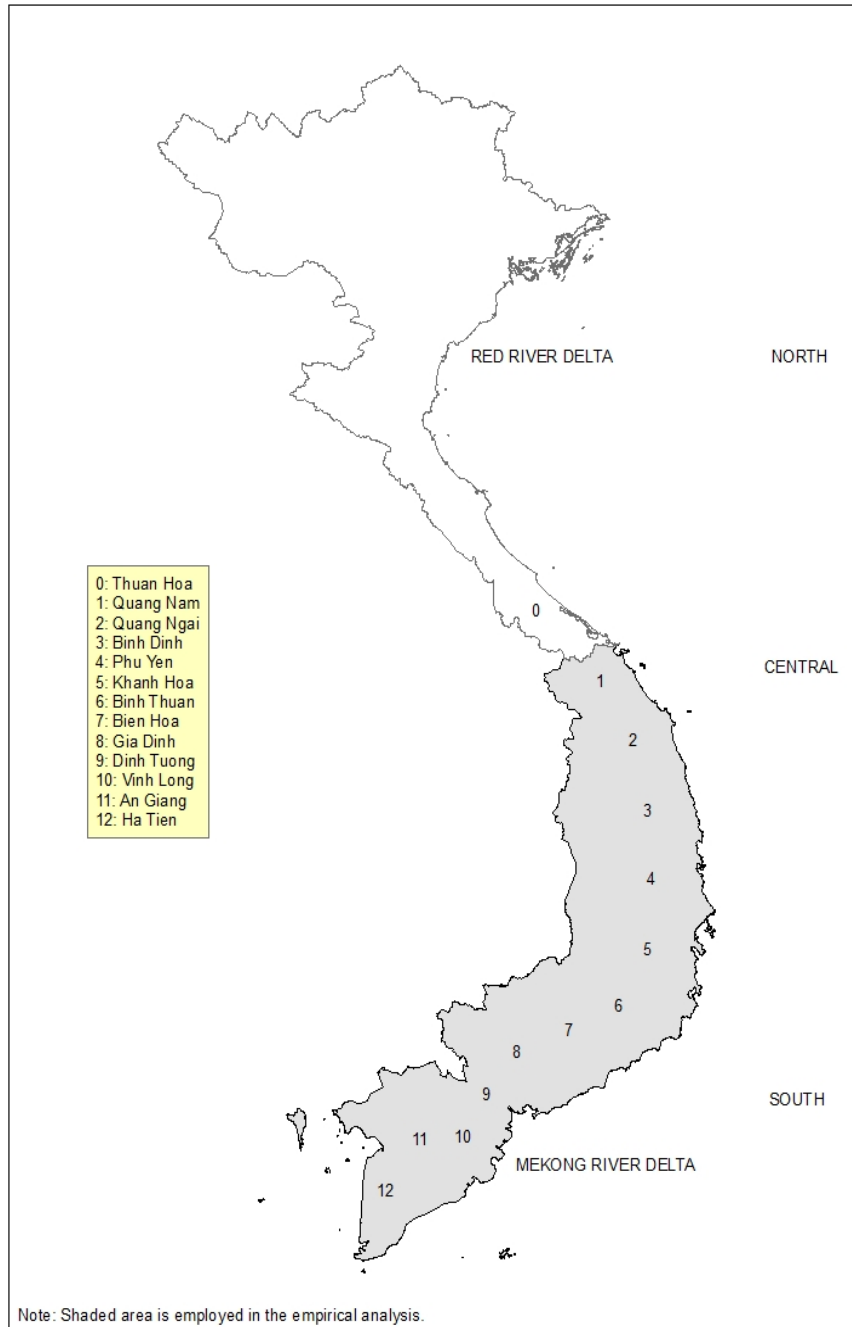 RED RIVER DELTA
NORTH
0: Thuan Hoa
1: Quang Nam
2: Quang Ngai
3: Binh Dinh
4: Phu Yen
5: Khanh Hoa
6: Binh Thuan
7: Bien Hoa
8: Gia Dinh
9: Dinh Tuong
10: Vinh Long
11: An Giang
12: Ha Tien
0
CENTRAL
1
2
3
4
5
6
7
8
9
SOUTH
11
10
MEKONG RIVER DELTA
12
Note: Shaded area is employed in the empirical analysis.